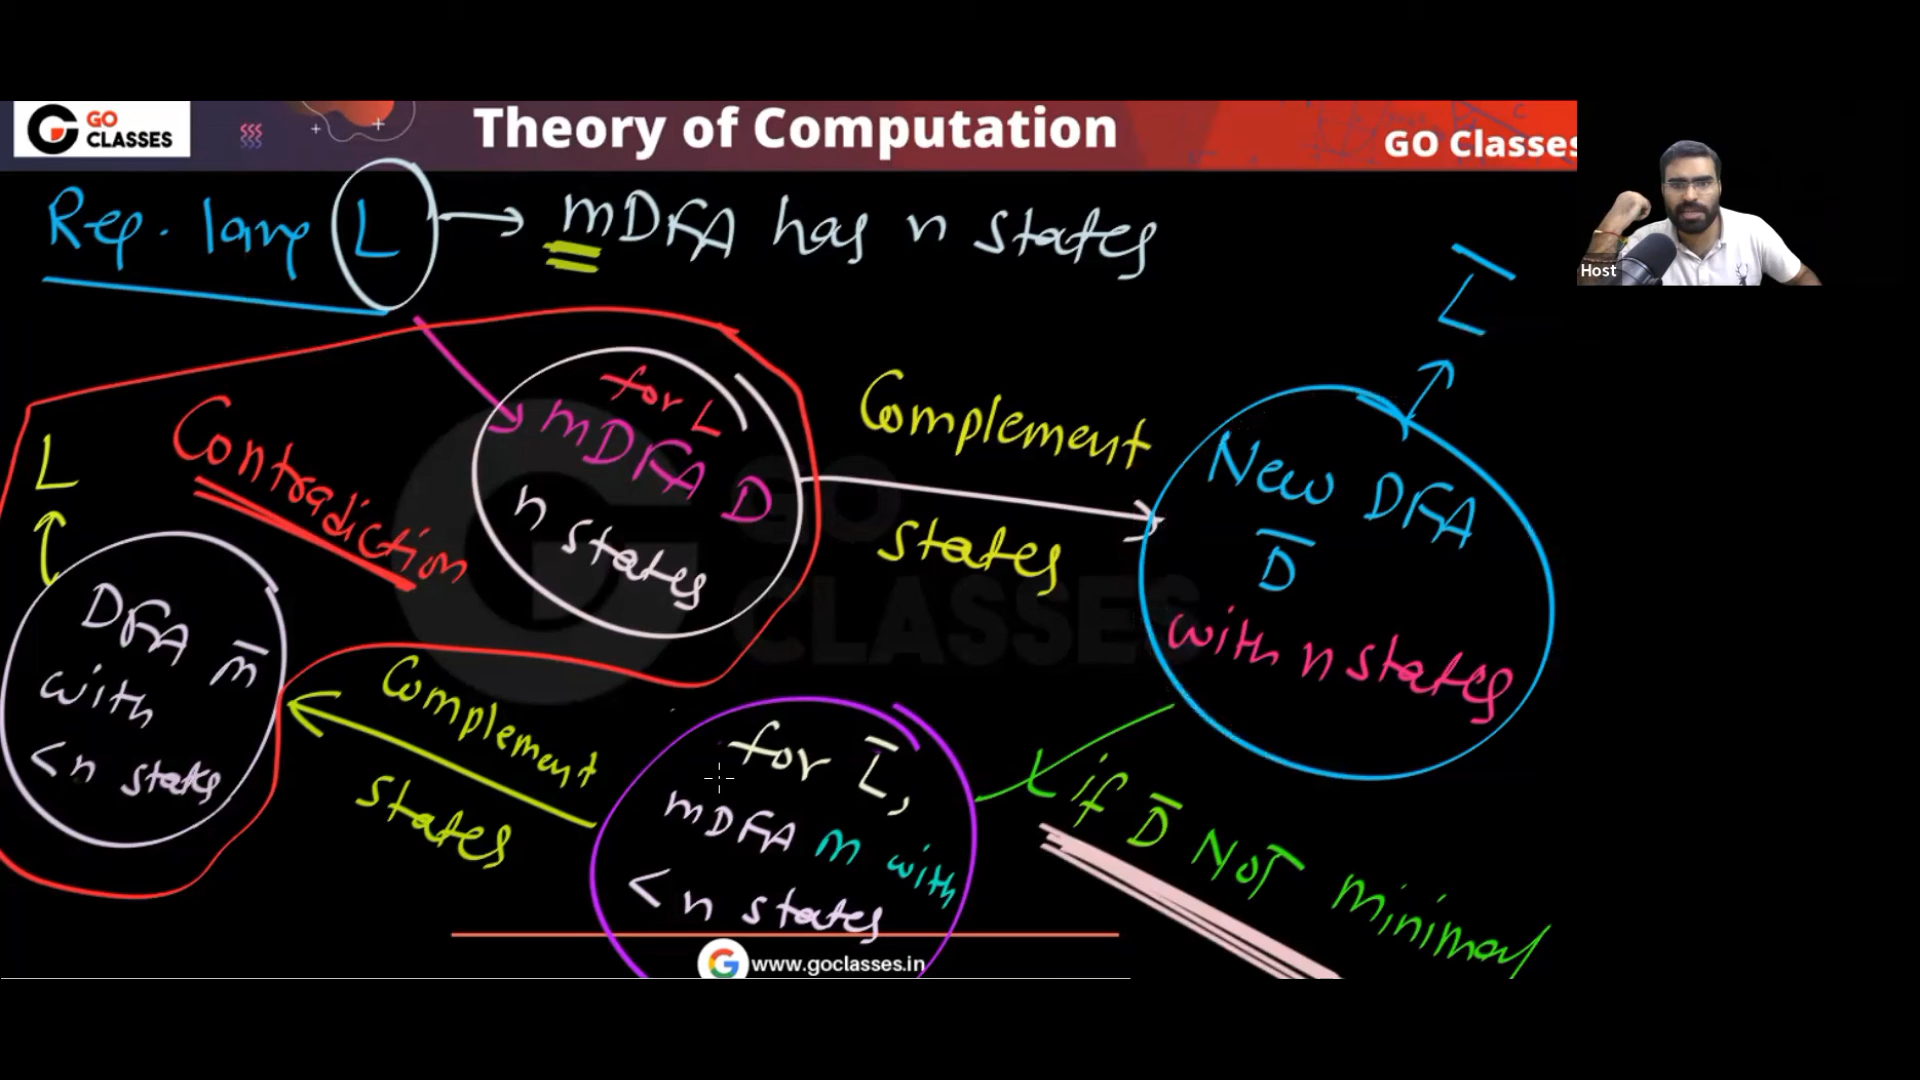 GO
CLASSES
Theory of Computation
GO Classes
Reg. lang L → mDFA has n states
L̅
for L
mDFA D
n states
Complement
states
New DFA
D̅
with n states
L
Contradiction
DFA m̅
with
<n states
Complement
states
for L̅,
mDFA m with
<n states
if D̅ NOT minimal
GO
CLASSES
www.goclasses.in
Host